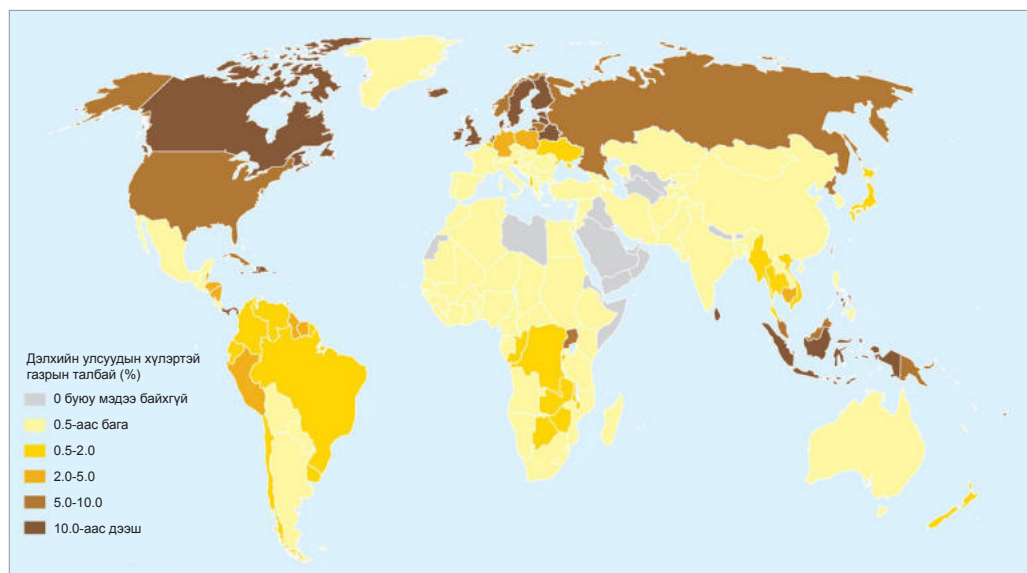 Дэлхийн улсуудын хүлэртэй
газрын талбай (%)
0 буюу мэдээ байхгүй
0.5-аас бага
0.5-2.0
2.0-5.0
5.0-10.0
10.0-аас дээш